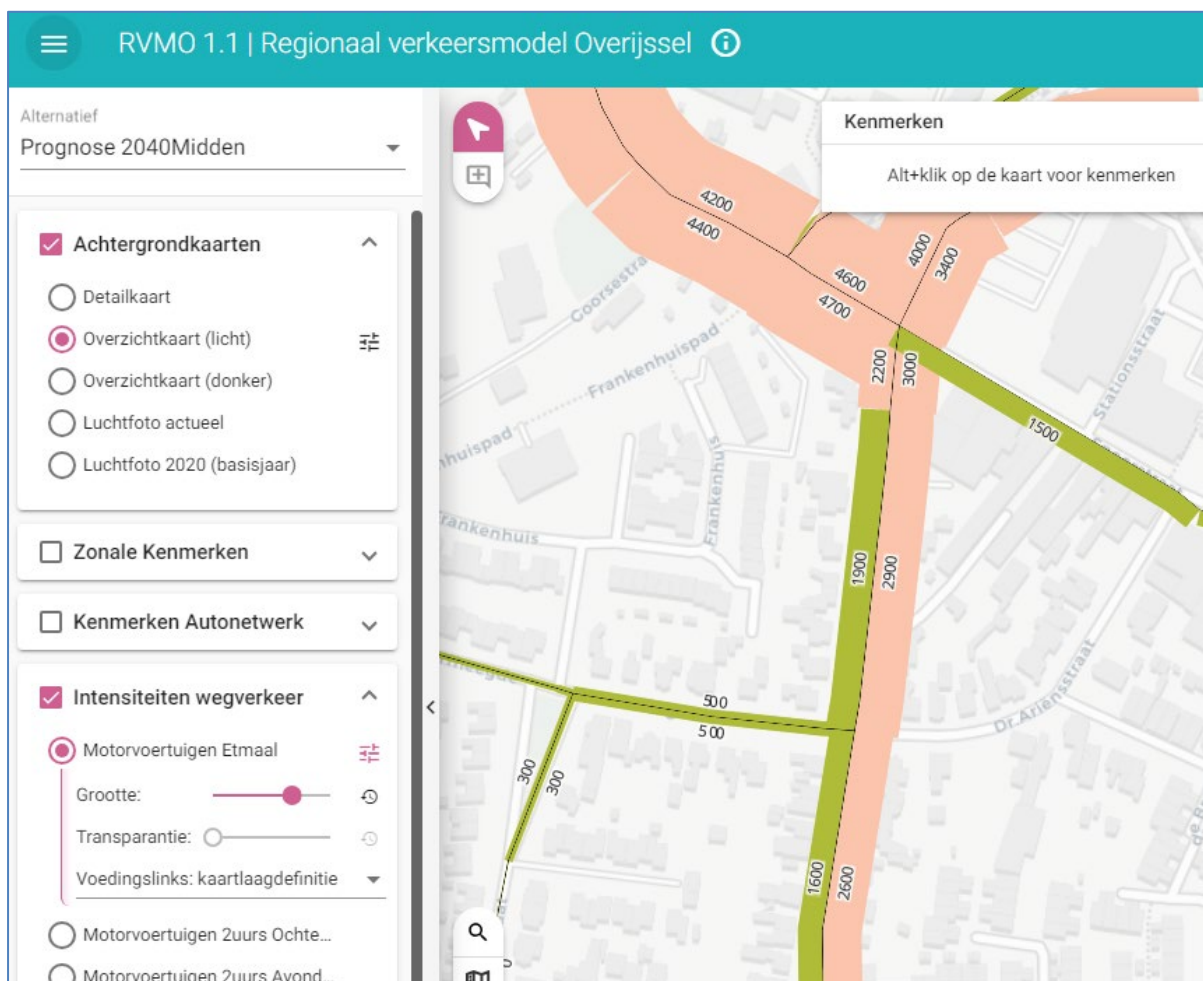 RVMO 1.1 | Regionaal verkeersmodel Overijssel
Alternatief
Prognose 2040Midden
Achtergrondkaarten
Detailkaart
Overzichtkaart (licht)
Overzichtkaart (donker)
Luchtfoto actueel
Luchtfoto 2020 (basisjaar)
Zonale Kenmerken
Kenmerken Autonetwerk
Intensiteiten wegverkeer
Motorvoertuigen Etmaal
Grootte:
Transparantie:
Voedingslinks: kaartlaagdefinitie
Motorvoertuigen 2uurs Ochte...
Motorvoertuigen 2uurs Avond...
Kenmerken
Alt+klik op de kaart voor kenmerken
4200
4400
4600
4700
4000
3400
2200
3000
1500
1900
2900
500
500
300
300
1600
2600
Goorsestra
Frankenhuispad
nhuispad
Frankenhuis
Frankenhuis
Stationsstraat
Dr.Ariensstraat